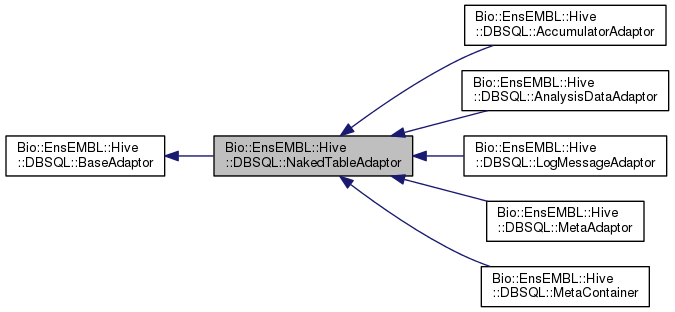 Bio::EnsEMBL::Hive
::DBSQL::BaseAdaptor
Bio::EnsEMBL::Hive
::DBSQL::NakedTableAdaptor
Bio::EnsEMBL::Hive
::DBSQL::AccumulatorAdaptor
Bio::EnsEMBL::Hive
::DBSQL::AnalysisDataAdaptor
Bio::EnsEMBL::Hive
::DBSQL::LogMessageAdaptor
Bio::EnsEMBL::Hive
::DBSQL::MetaAdaptor
Bio::EnsEMBL::Hive
::DBSQL::MetaContainer